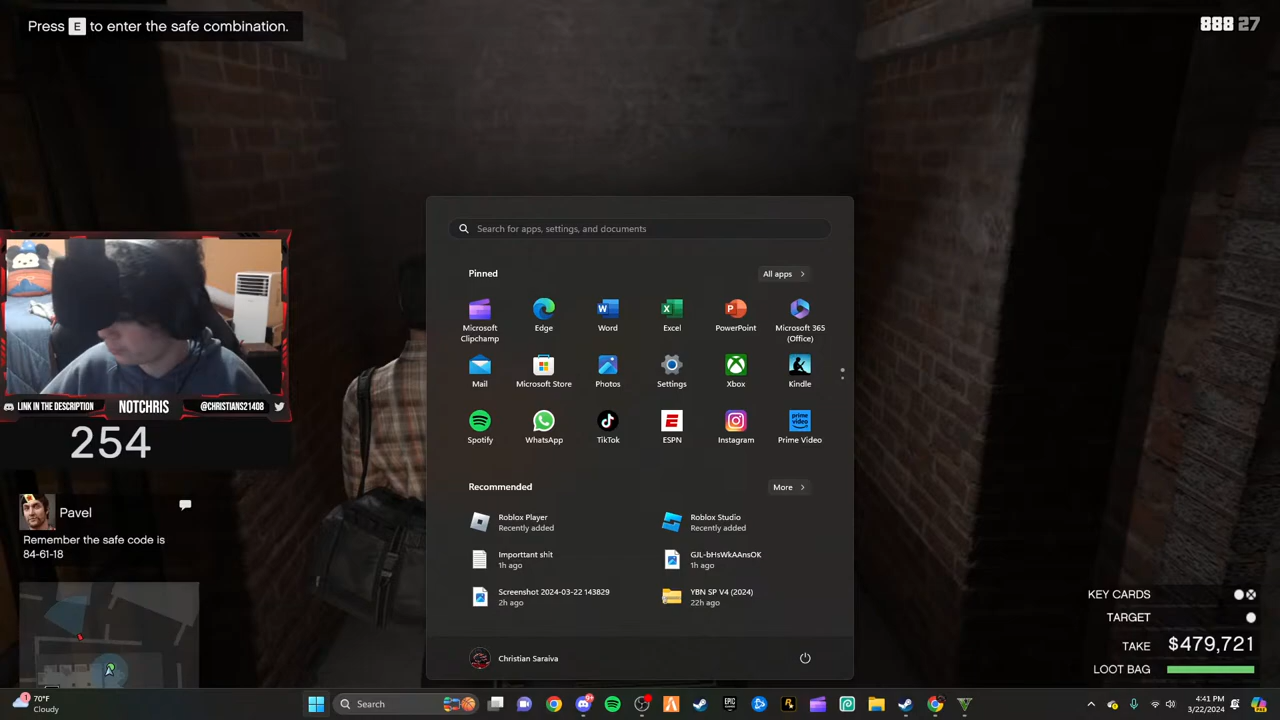 Press E to enter the safe combination.
888 27
Search for apps, settings, and documents
Pinned
All apps
Microsoft Clipchamp
Edge
Word
Excel
PowerPoint
Microsoft 365 (Office)
Mail
Microsoft Store
Photos
Settings
Xbox
Kindle
Spotify
WhatsApp
TikTok
ESPN
Instagram
prime video
Prime Video
LINK IN THE DESCRIPTION
NOTCHRIS
@CHRISTIANS21408
254
Pavel
Remember the safe code is
84-61-18
Recommended
More
Roblox Player
Recently added
Roblox Studio
Recently added
Importtant shit
1h ago
GJL-bHsWkAAnsOK
1h ago
Screenshot 2024-03-22 143829
2h ago
YBN SP V4 (2024)
22h ago
Christian Saraiva
KEY CARDS
TARGET
TAKE $479,721
LOOT BAG
1
70°F
Cloudy
Search
EPIC
4:41 PM
3/22/2024